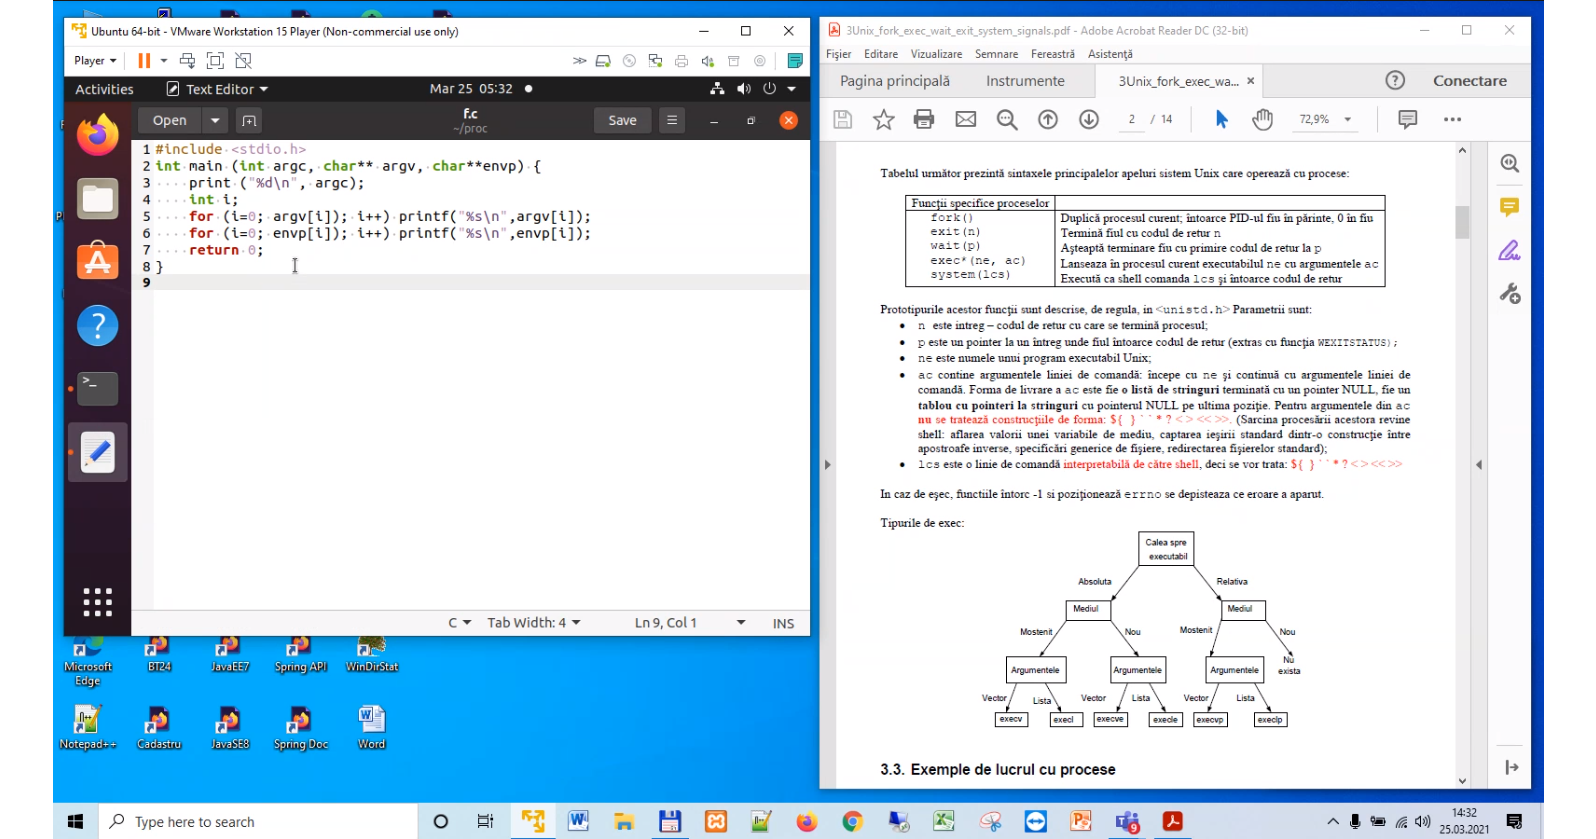 Ubuntu 64-bit - VMware Workstation 15 Player (Non-commercial use only)
Player
Activities
Text Editor
Mar 25 05:32
Open
f.c
~/proc
Save
1 #include <stdio.h>
2 int main (int argc, char** argv, char**envp) {
3 print ("%d\n", argc);
4 int i;
5 for (i=0; argv[i]); i++) printf("%s\n",argv[i]);
6 for (i=0; envp[i]); i++) printf("%s\n",envp[i]);
7 return 0;
8 }
9
C
Tab Width: 4
Ln 9, Col 1
INS
Microsoft Edge
BT24
JavaEE7
Spring API
WinDirStat
Notepad++
Cadastru
JavaSE8
Spring Doc
Word
3Unix_fork_exec_wait_exit_system_signals.pdf - Adobe Acrobat Reader DC (32-bit)
Fișier Editare Vizualizare Semnare Fereastră Asistență
Pagina principală
Instrumente
3Unix_fork_exec_wa... ×
Conectare
2 / 14
72,9%
Tabelul următor prezintă sintaxele principalelor apeluri sistem Unix care operează cu procese:
Funcții specifice proceselor
fork() Duplică procesul curent; întoarce PID-ul fiu în părinte, 0 în fiu
exit(n) Termină fiul cu codul de retur n
wait(p) Așteaptă terminare fiu cu primire codul de retur la p
exec*(ne, ac) Lansează în procesul curent executabilul ne cu argumentele ac
system(lcs) Execută ca shell comanda lcs și întoarce codul de retur
Prototipurile acestor funcții sunt descrise, de regula, in <unistd.h> Parametrii sunt:
• n este intreg – codul de retur cu care se termină procesul;
• p este un pointer la un întreg unde fiul întoarce codul de retur (extras cu funcția WEXITSTATUS);
• ne este numele unui program executabil Unix;
• ac contine argumentele liniei de comandă: începe cu ne și continuă cu argumentele liniei de
comandă. Forma de livrare a ac este fie o listă de stringuri terminată cu un pointer NULL, fie un
tablou cu pointeri la stringuri cu pointerul NULL pe ultima poziție. Pentru argumentele din ac
nu se tratează construcțiile de forma: ${ } ` ` * ? < > << >>. (Sarcina procesării acestora revine
shell: aflarea valorii unei variabile de mediu, captarea ieșirii standard dintr-o construcție între
apostroafe inverse, specificări generice de fișiere, redirectarea fișierelor standard);
• lcs este o linie de comandă interpretabilă de către shell, deci se vor trata: ${ } ` ` * ? < > << >>
In caz de eșec, functiile întorc -1 si poziționează errno se depisteaza ce eroare a aparut.
Tipurile de exec:
Calea spre
executabil
Absoluta
Relativa
Mediul
Mediul
Mostenit
Nou
Mostenit
Nou
Argumentele
Argumentele
Argumentele
Nu
exista
Vector
Lista
Vector
Lista
Vector
Lista
execv
execl
execve
execle
execvp
execlp
3.3. Exemple de lucrul cu procese
Type here to search
14:32
25.03.2021